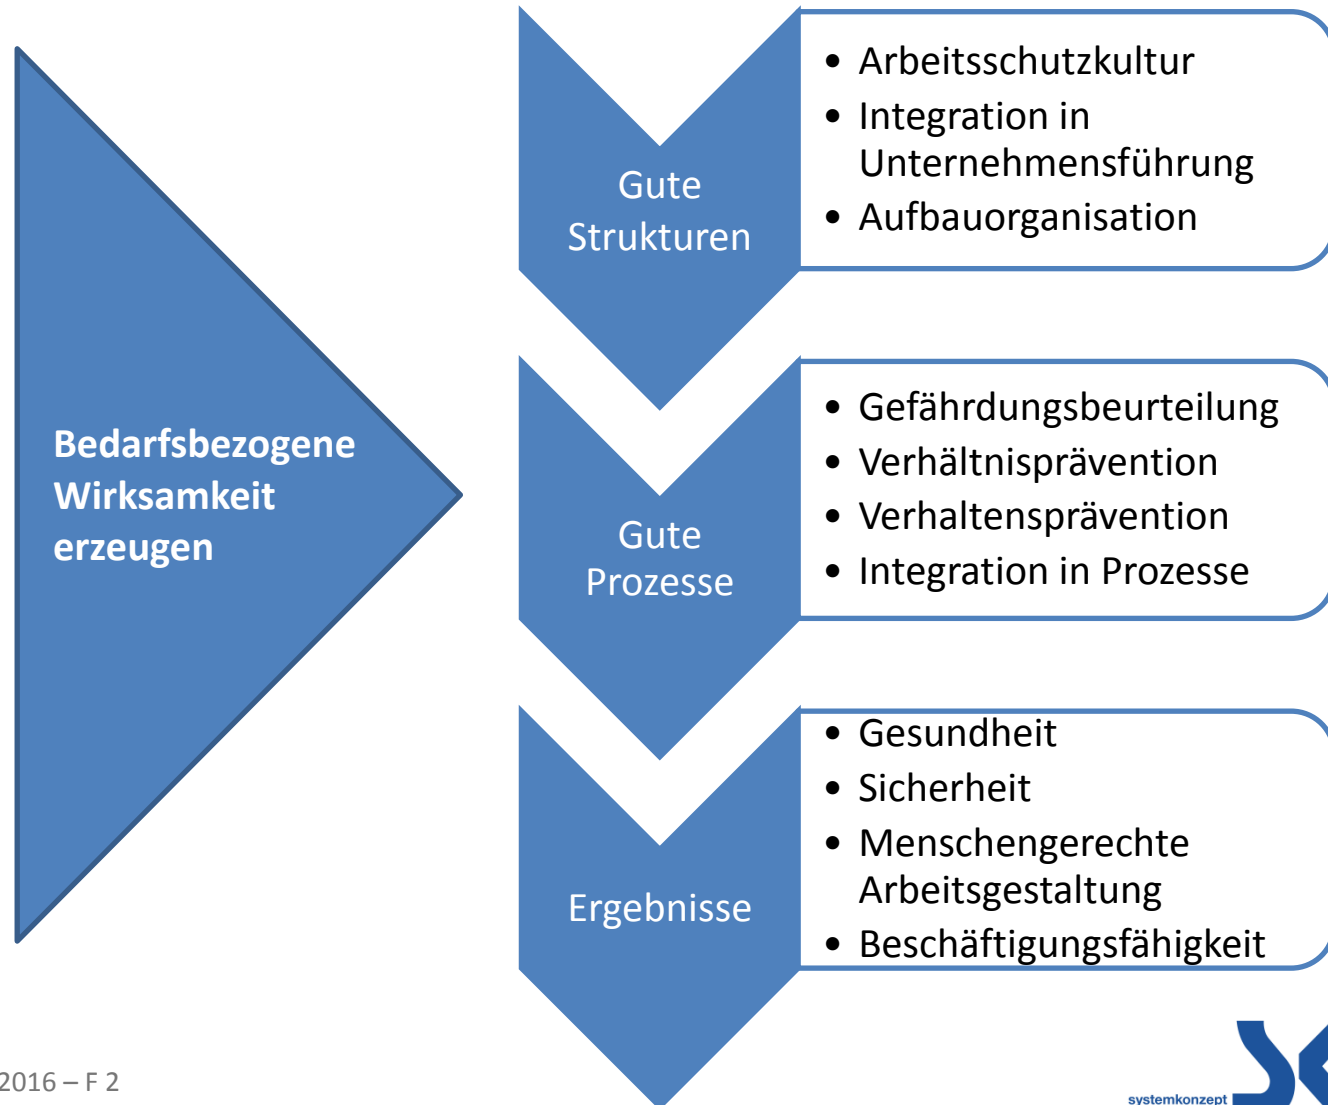 Bedarfsbezogene
Wirksamkeit
erzeugen
Gute
Strukturen
• Arbeitsschutzkultur
• Integration in
Unternehmensführung
• Aufbauorganisation
Gute
Prozesse
• Gefährdungsbeurteilung
• Verhältnisprävention
• Verhaltensprävention
• Integration in Prozesse
Ergebnisse
• Gesundheit
• Sicherheit
• Menschengerechte
Arbeitsgestaltung
• Beschäftigungsfähigkeit
2016 – F 2
systemkonzept